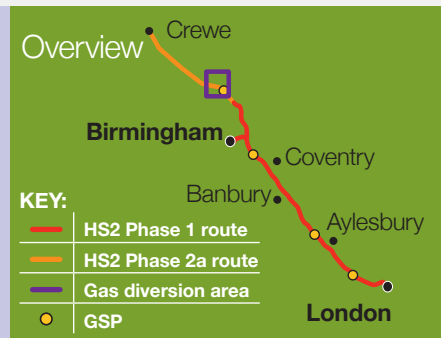 Crewe
Overview
Birmingham
Coventry
Banbury
Aylesbury
London
KEY:
HS2 Phase 1 route
HS2 Phase 2a route
Gas diversion area
GSP